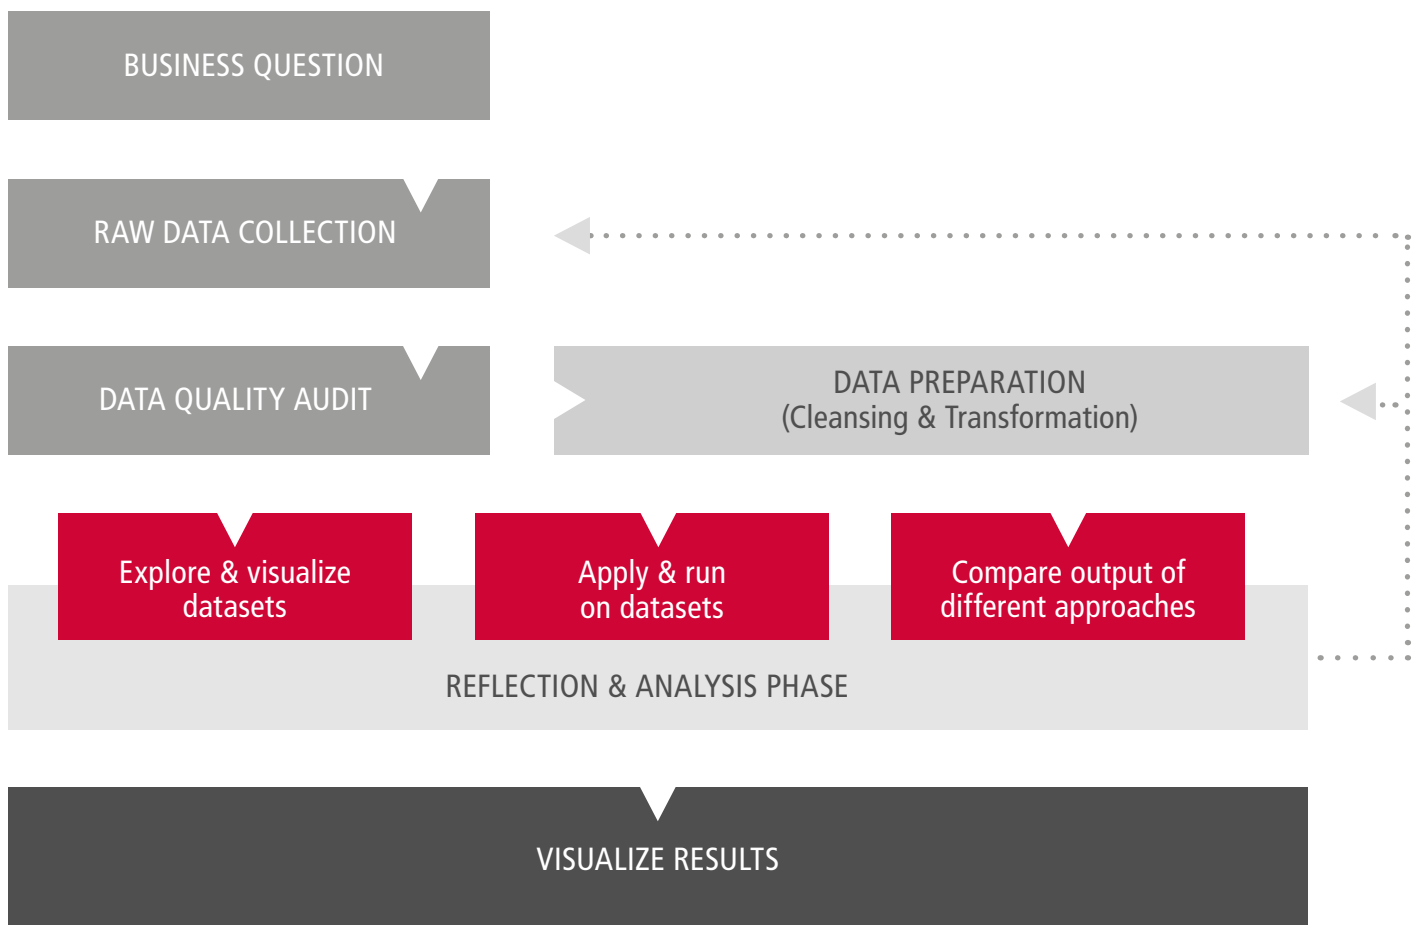 BUSINESS QUESTION
RAW DATA COLLECTION
DATA QUALITY AUDIT
DATA PREPARATION
(Cleansing & Transformation)
Explore & visualize
datasets
Apply & run
on datasets
Compare output of
different approaches
REFLECTION & ANALYSIS PHASE
VISUALIZE RESULTS